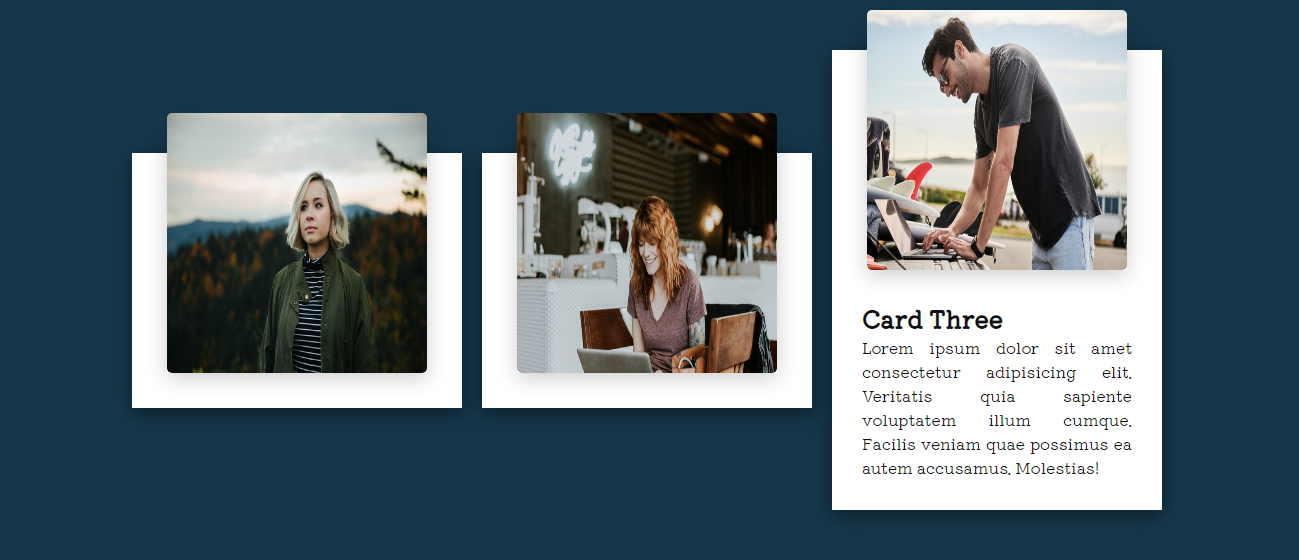 Card Three
Lorem ipsum dolor sit amet
consectetur adipisicing elit.
Veritatis quia sapiente
voluptatem illum cumque.
Facilis veniam quae possimus ea
autem accusamus. Molestias!